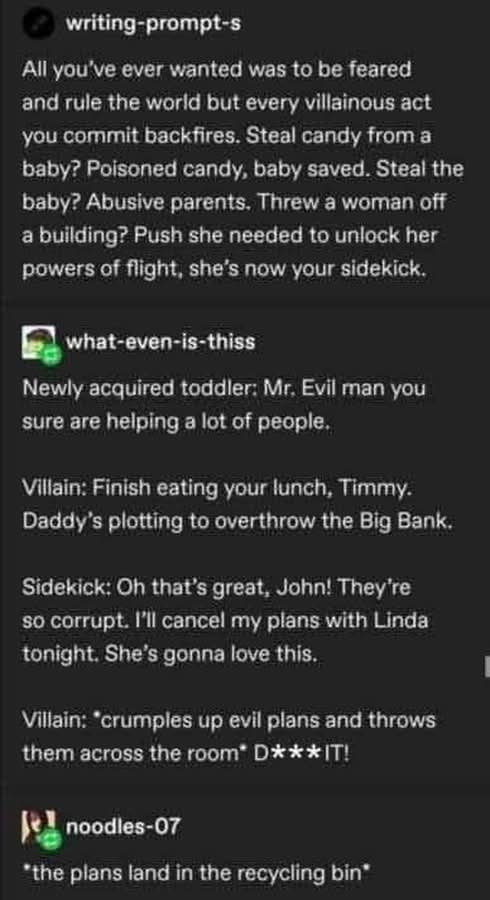 writing-prompt-s
All you've ever wanted was to be feared
and rule the world but every villainous act
you commit backfires. Steal candy from a
baby? Poisoned candy, baby saved. Steal the
baby? Abusive parents. Threw a woman off
a building? Push she needed to unlock her
powers of flight, she's now your sidekick.
what-even-is-thiss
Newly acquired toddler: Mr. Evil man you
sure are helping a lot of people.
Villain: Finish eating your lunch, Timmy.
Daddy's plotting to overthrow the Big Bank.
Sidekick: Oh that's great, John! They're
so corrupt. I'll cancel my plans with Linda
tonight. She's gonna love this.
Villain: *crumples up evil plans and throws
them across the room* D***IT!
noodles-07
*the plans land in the recycling bin*